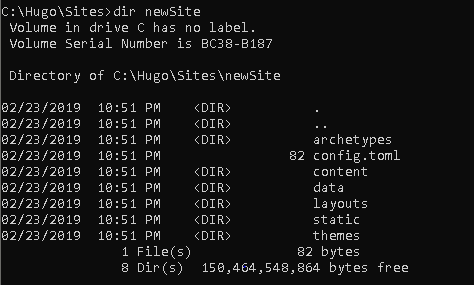 C:\Hugo\Sites>dir newSite
 Volume in drive C has no label.
 Volume Serial Number is BC38-B187

 Directory of C:\Hugo\Sites\newSite

02/23/2019  10:51 PM    <DIR>          .
02/23/2019  10:51 PM    <DIR>          ..
02/23/2019  10:51 PM    <DIR>          archetypes
02/23/2019  10:51 PM                82 config.toml
02/23/2019  10:51 PM    <DIR>          content
02/23/2019  10:51 PM    <DIR>          data
02/23/2019  10:51 PM    <DIR>          layouts
02/23/2019  10:51 PM    <DIR>          static
02/23/2019  10:51 PM    <DIR>          themes
               1 File(s)             82 bytes
               8 Dir(s)  150,464,548,864 bytes free